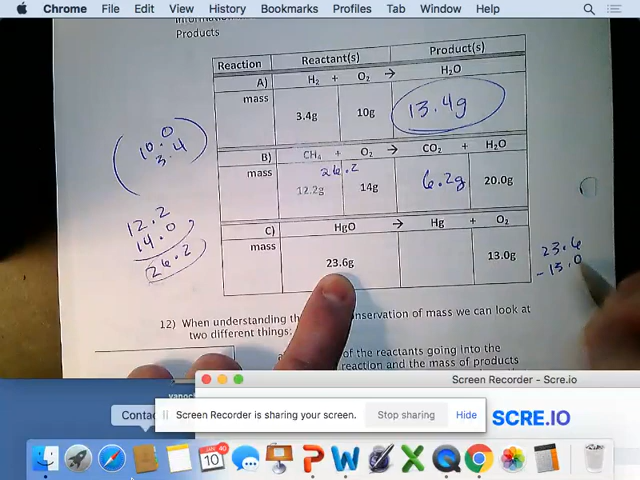 Chrome File Edit View History Bookmarks Profiles Tab Window Help
Products
Reaction Reactant(s) Product(s)
A) H₂ + O₂ → H₂O
mass 3.4g 10g 13.4g
10.0
3.4
B) CH₄ + O₂ → CO₂ + H₂O
26.2
mass 12.2g 14g 6.2g 20.0g
12.2
14.0
26.2
C) HgO → Hg + O₂
mass 23.6g 13.0g
23.6
- 13.0
12) When understanding th conservation of mass we can look at
two different things:
of the reactants going into the
reaction and the mass of products
Screen Recorder - Scre.io
Screen Recorder is sharing your screen. Stop sharing Hide
SCRE.IO
10